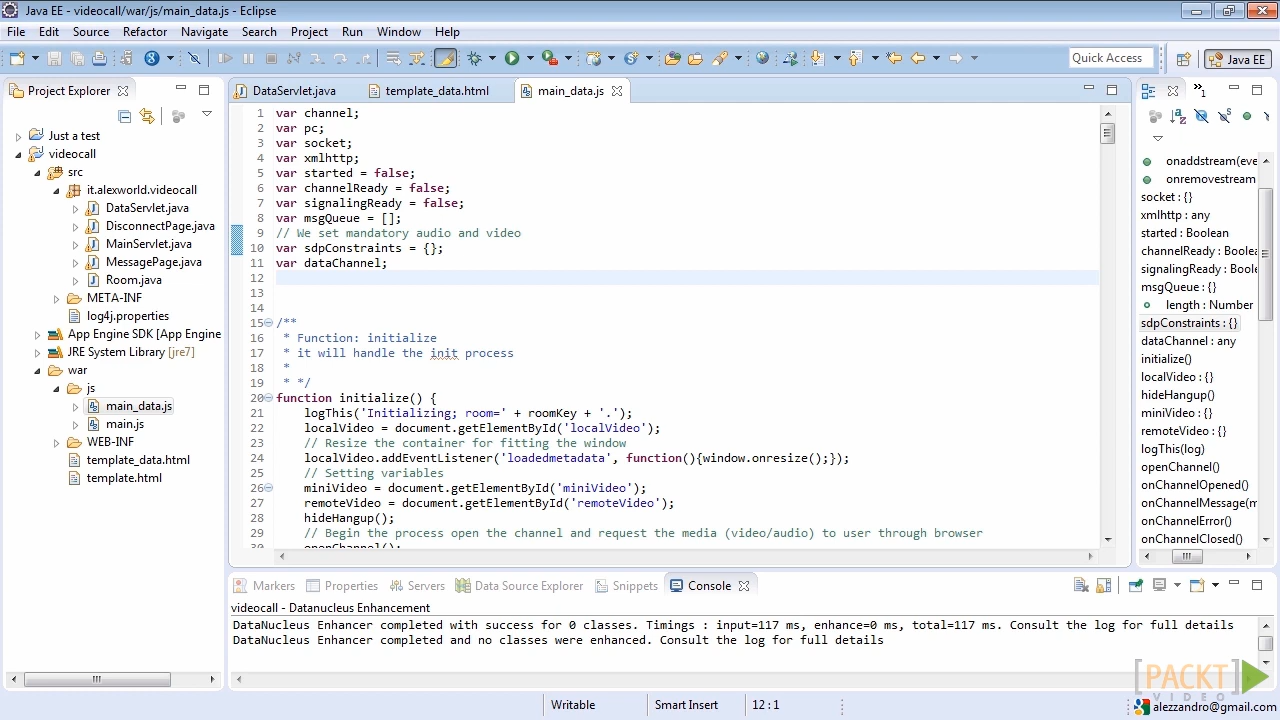 Java EE - videocall/war/js/main_data.js - Eclipse
File Edit Source Refactor Navigate Search Project Run Window Help
Quick Access
Java EE
Project Explorer
Just a test
videocall
src
it.alexworld.videocall
DataServlet.java
DisconnectPage.java
MainServlet.java
MessagePage.java
Room.java
META-INF
log4j.properties
App Engine SDK [App Engine
JRE System Library [jre7]
war
js
main_data.js
main.js
WEB-INF
template_data.html
template.html
DataServlet.java template_data.html main_data.js
1 var channel;
2 var pc;
3 var socket;
4 var xmlhttp;
5 var started = false;
6 var channelReady = false;
7 var signalingReady = false;
8 var msgQueue = [];
9 // We set mandatory audio and video
10 var sdpConstraints = {};
11 var dataChannel;
12
13
14
15 /**
16 * Function: initialize
17 * it will handle the init process
18 *
19 * */
20 function initialize() {
21 logThis('Initializing; room=' + roomKey + '.');
22 localVideo = document.getElementById('localVideo');
23 // Resize the container for fitting the window
24 localVideo.addEventListener('loadedmetadata', function(){window.onresize();});
25 // Setting variables
26 miniVideo = document.getElementById('miniVideo');
27 remoteVideo = document.getElementById('remoteVideo');
28 hideHangup();
29 // Begin the process open the channel and request the media (video/audio) to user through browser
30 openChannel();
1
onaddstream(eve
onremovestream
socket : {}
xmlhttp : any
started : Boolean
channelReady : Boolea
signalingReady : Boole
msgQueue : {}
length : Number
sdpConstraints : {}
dataChannel : any
initialize()
localVideo : {}
hideHangup()
miniVideo : {}
remoteVideo : {}
logThis(log)
openChannel()
onChannelOpened()
onChannelMessage(m
onChannelError()
onChannelClosed()
Markers Properties Servers Data Source Explorer Snippets Console
videocall - Datanucleus Enhancement
DataNucleus Enhancer completed with success for 0 classes. Timings : input=117 ms, enhance=0 ms, total=117 ms. Consult the log for full details
DataNucleus Enhancer completed and no classes were enhanced. Consult the log for full details
[PACKT]
VIDEO
Writable Smart Insert 12 : 1
alezzandro@gmail.com